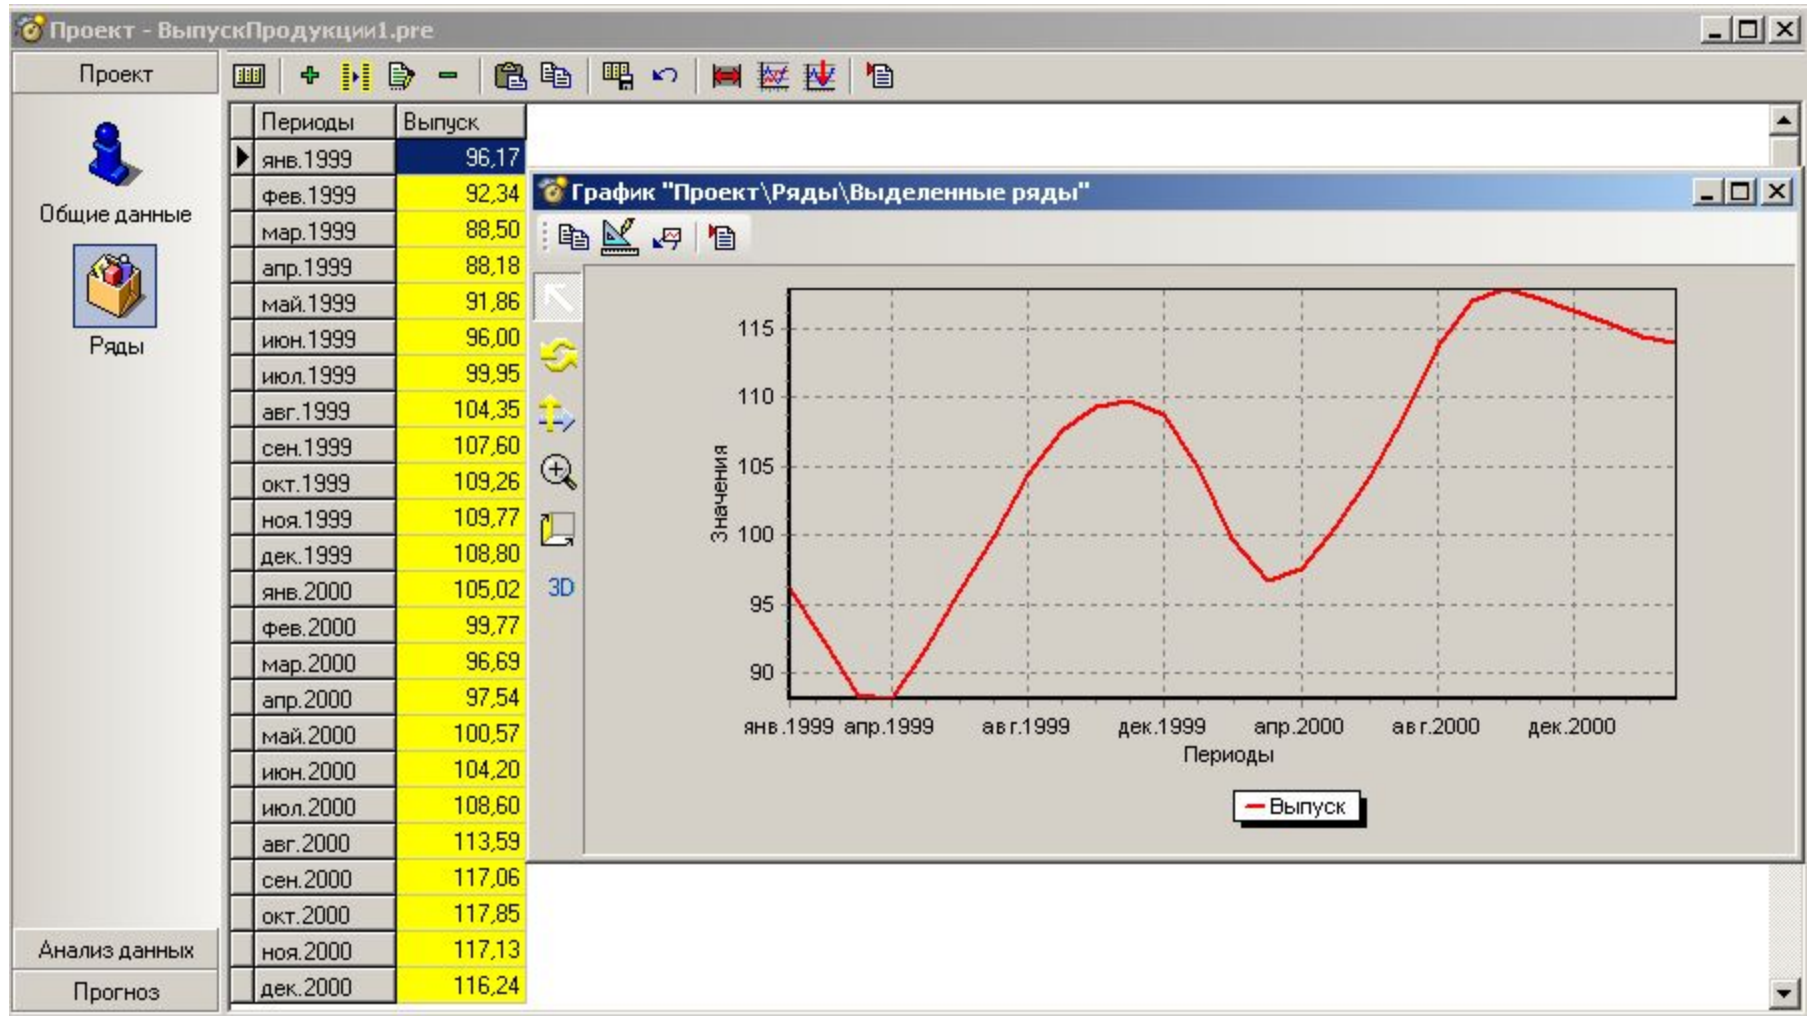 Проект - ВыпускПродукции1.pre
Проект
Общие данные
Ряды
Анализ данных
Прогноз
Периоды Выпуск
янв.1999 96,17
фев.1999 92,34
мар.1999 88,50
апр.1999 88,18
май.1999 91,86
июн.1999 96,00
июл.1999 99,95
авг.1999 104,35
сен.1999 107,60
окт.1999 109,26
ноя.1999 109,77
дек.1999 108,80
янв.2000 105,02
фев.2000 99,77
мар.2000 96,69
апр.2000 97,54
май.2000 100,57
июн.2000 104,20
июл.2000 108,60
авг.2000 113,59
сен.2000 117,06
окт.2000 117,85
ноя.2000 117,13
дек.2000 116,24
График "Проект\Ряды\Выделенные ряды"
3D
Значения
115
110
105
100
95
90
янв.1999 апр.1999 авг.1999 дек.1999 апр.2000 авг.2000 дек.2000
Периоды
Выпуск